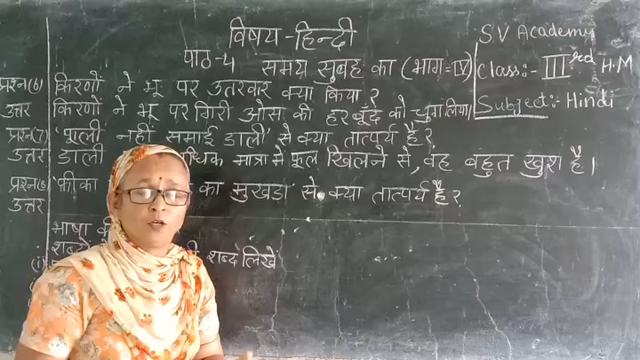 विषय-हिन्दी
पाठ-4 समय सुबह का (भाग-IV)
SV Academy
Class:- III rd H.M
Subject:- Hindi
प्रश्न(6) किरणों ने भू पर उतरकर क्या किया?
उत्तर किरणों ने भू पर गिरी ओस की हर बूँद को चुग लिया।
प्रश्न(7) 'फूली नहीं समाई डाली' से क्या तात्पर्य है?
उत्तर डाली धिक मात्रा में फूल खिलने से, वह बहुत खुश है।
प्रश्न(8) 'फीका का मुखडा' से क्या तात्पर्य है?
उत्तर
भाषा की
शब्दों शब्द लिखे
(i)